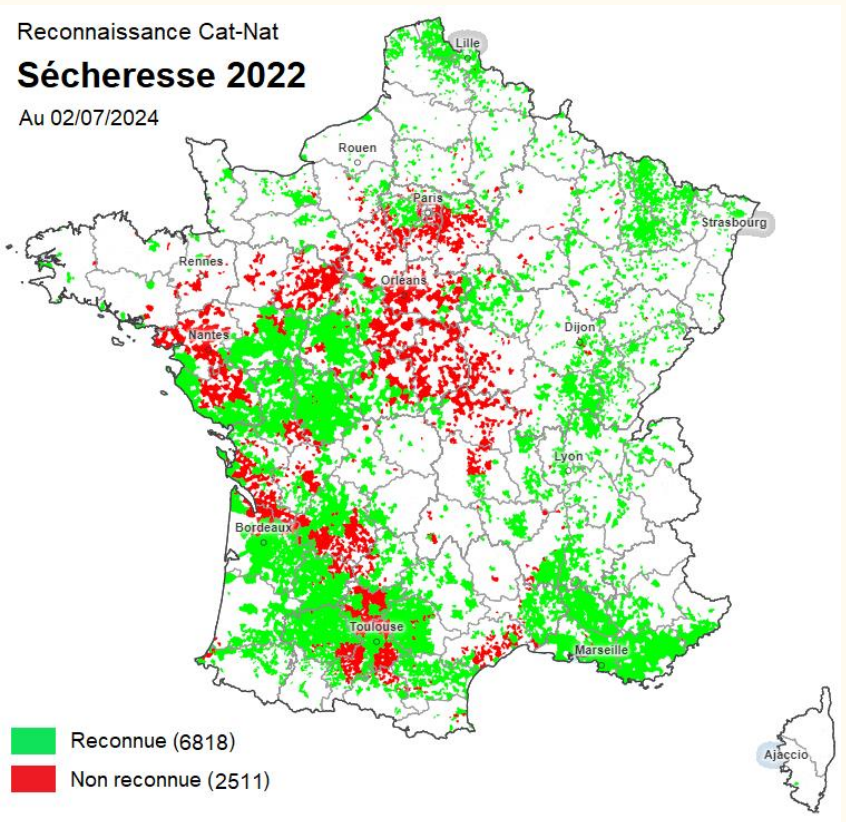 Reconnaissance Cat-Nat
Sécheresse 2022
Au 02/07/2024
Lille
Rouen
Paris
Strasbourg
Rennes
Orléans
Nantes
Dijon
Lyon
Bordeaux
Toulouse
Marseille
Ajaccio
Reconnue (6818)
Non reconnue (2511)